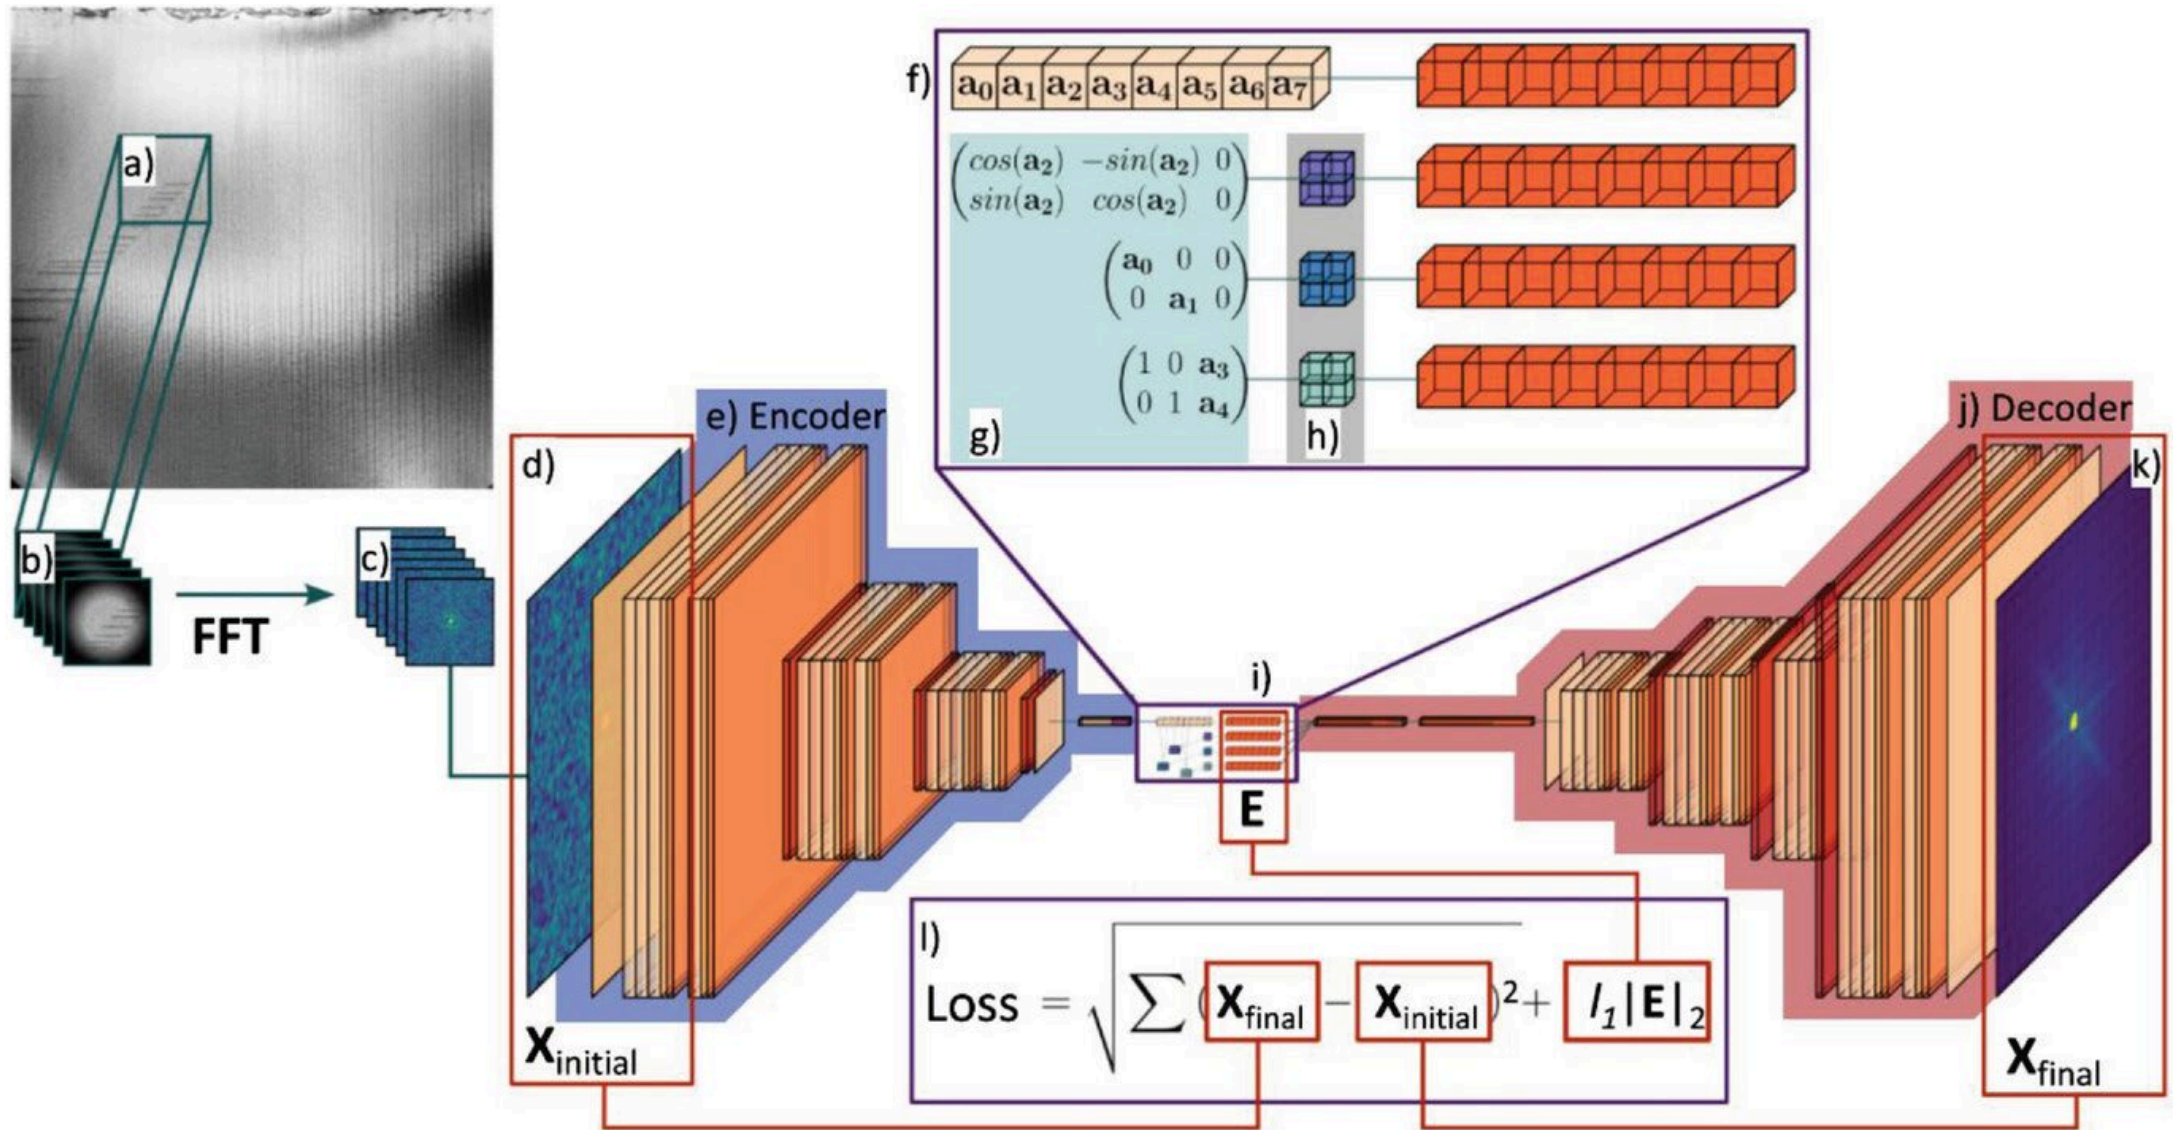 a)
b)
FFT
c)
d)
e) Encoder
f)
a0 a1 a2 a3 a4 a5 a6 a7
cos(a2) −sin(a2) 0
sin(a2) cos(a2) 0
a0 0 0
0 a1 0
1 0 a3
0 1 a4
g)
h)
i)
E
j) Decoder
k)
l)
Loss = √∑(Xfinal − Xinitial)2 + l1|E|2
Xinitial
Xfinal